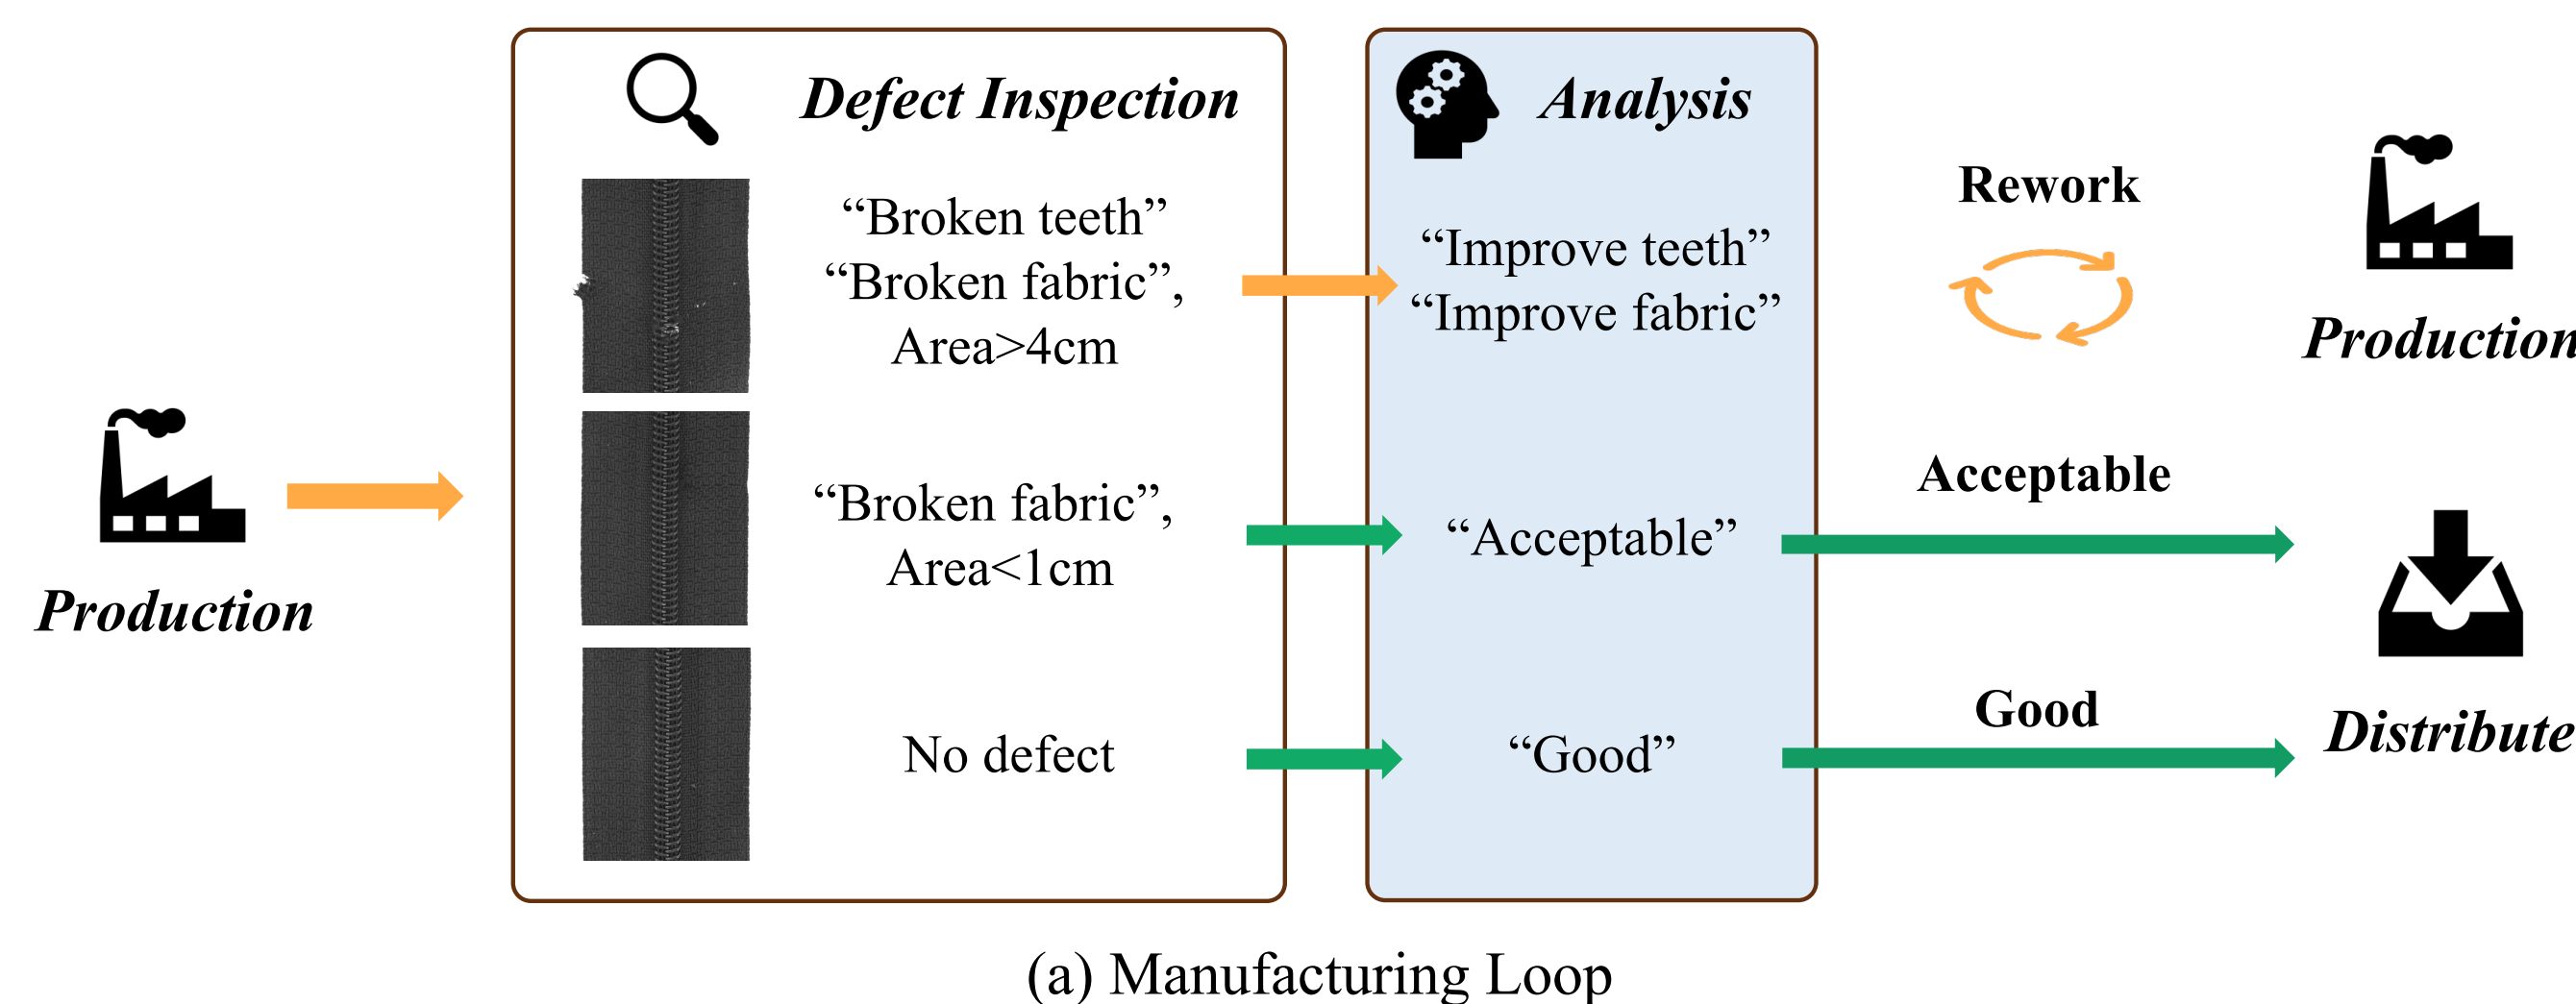 Defect Inspection
Analysis
“Broken teeth”
“Broken fabric”,
Area>4cm
“Improve teeth”
“Improve fabric”
Rework
Production
Production
“Broken fabric”,
Area<1cm
“Acceptable”
Acceptable
No defect
“Good”
Good
Distribute
(a) Manufacturing Loop